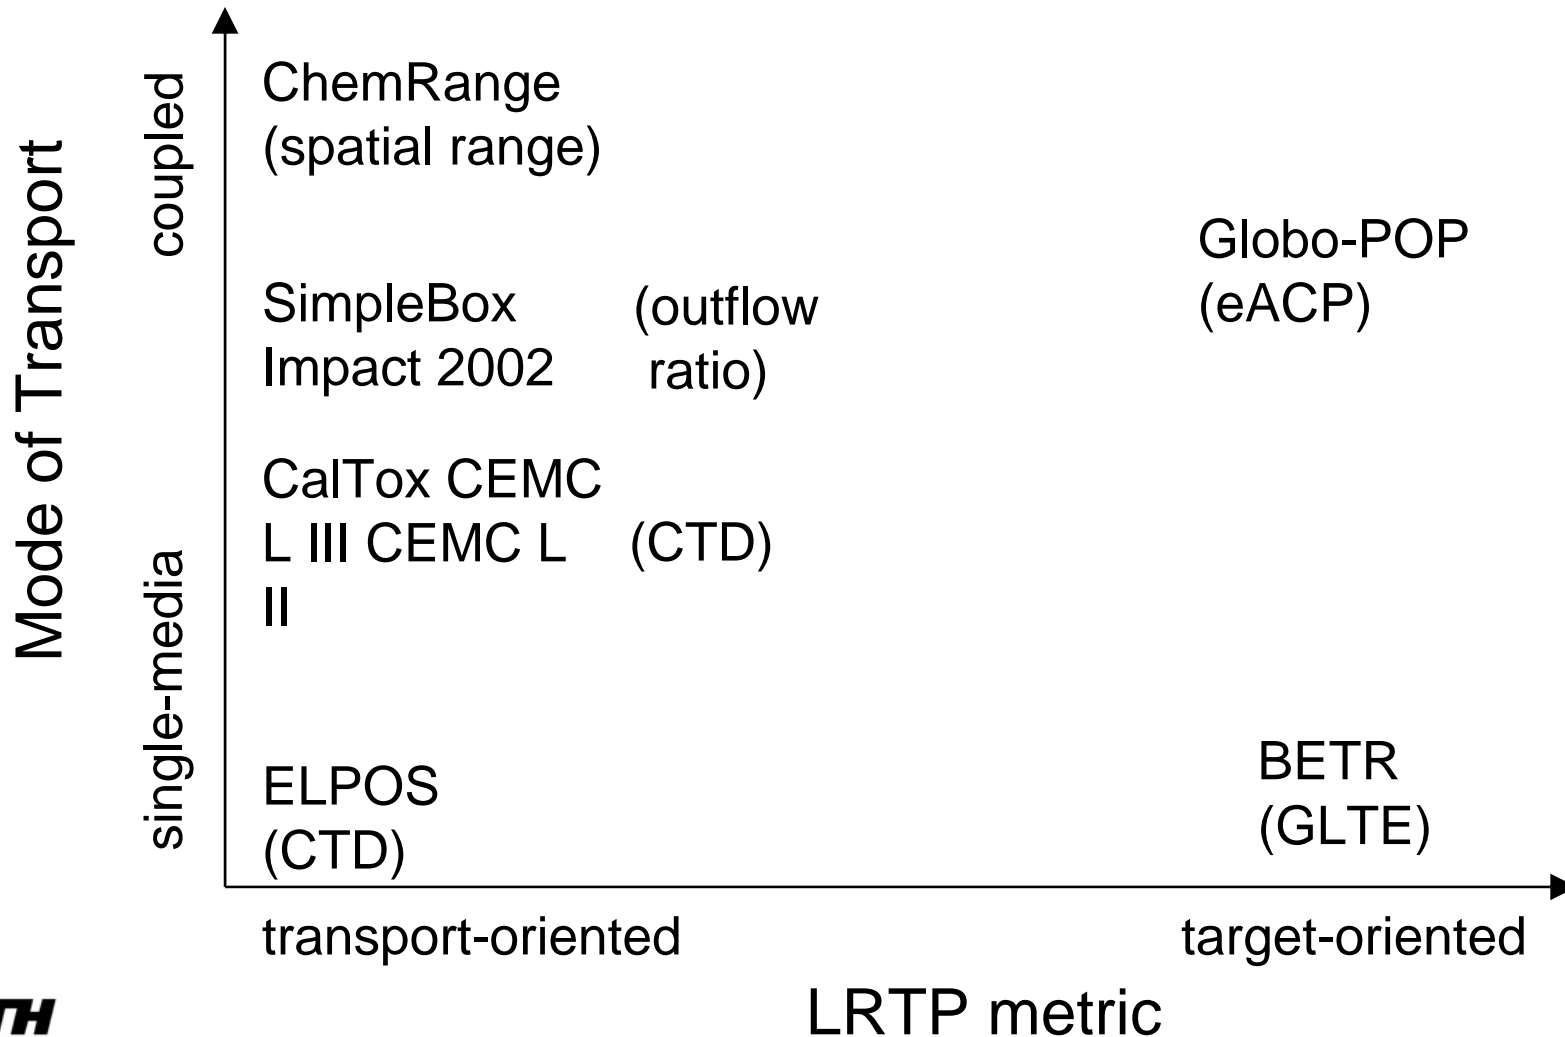 Mode of Transport
coupled
single-media
ChemRange
(spatial range)
Globo-POP
(eACP)
SimpleBox
Impact 2002
(outflow
ratio)
CalTox CEMC
L III CEMC L
II
(CTD)
ELPOS
(CTD)
BETR
(GLTE)
transport-oriented
target-oriented
LRTP metric
TH